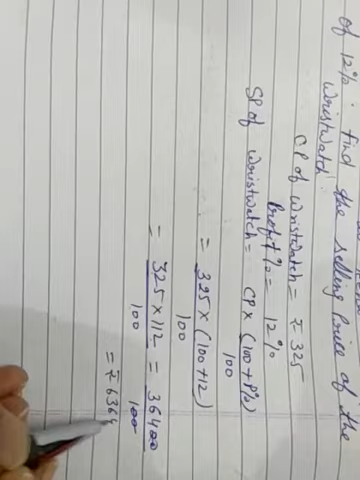 of 12%. find the selling Price of the
wristwatch.
CP of wristwatch = ₹ 325
Profit % = 12%
SP of wristwatch = CP × (100+P%)
100
= 325 × (100+12)
100
= 325 × 112 = 36400
100 100
= ₹ 6364